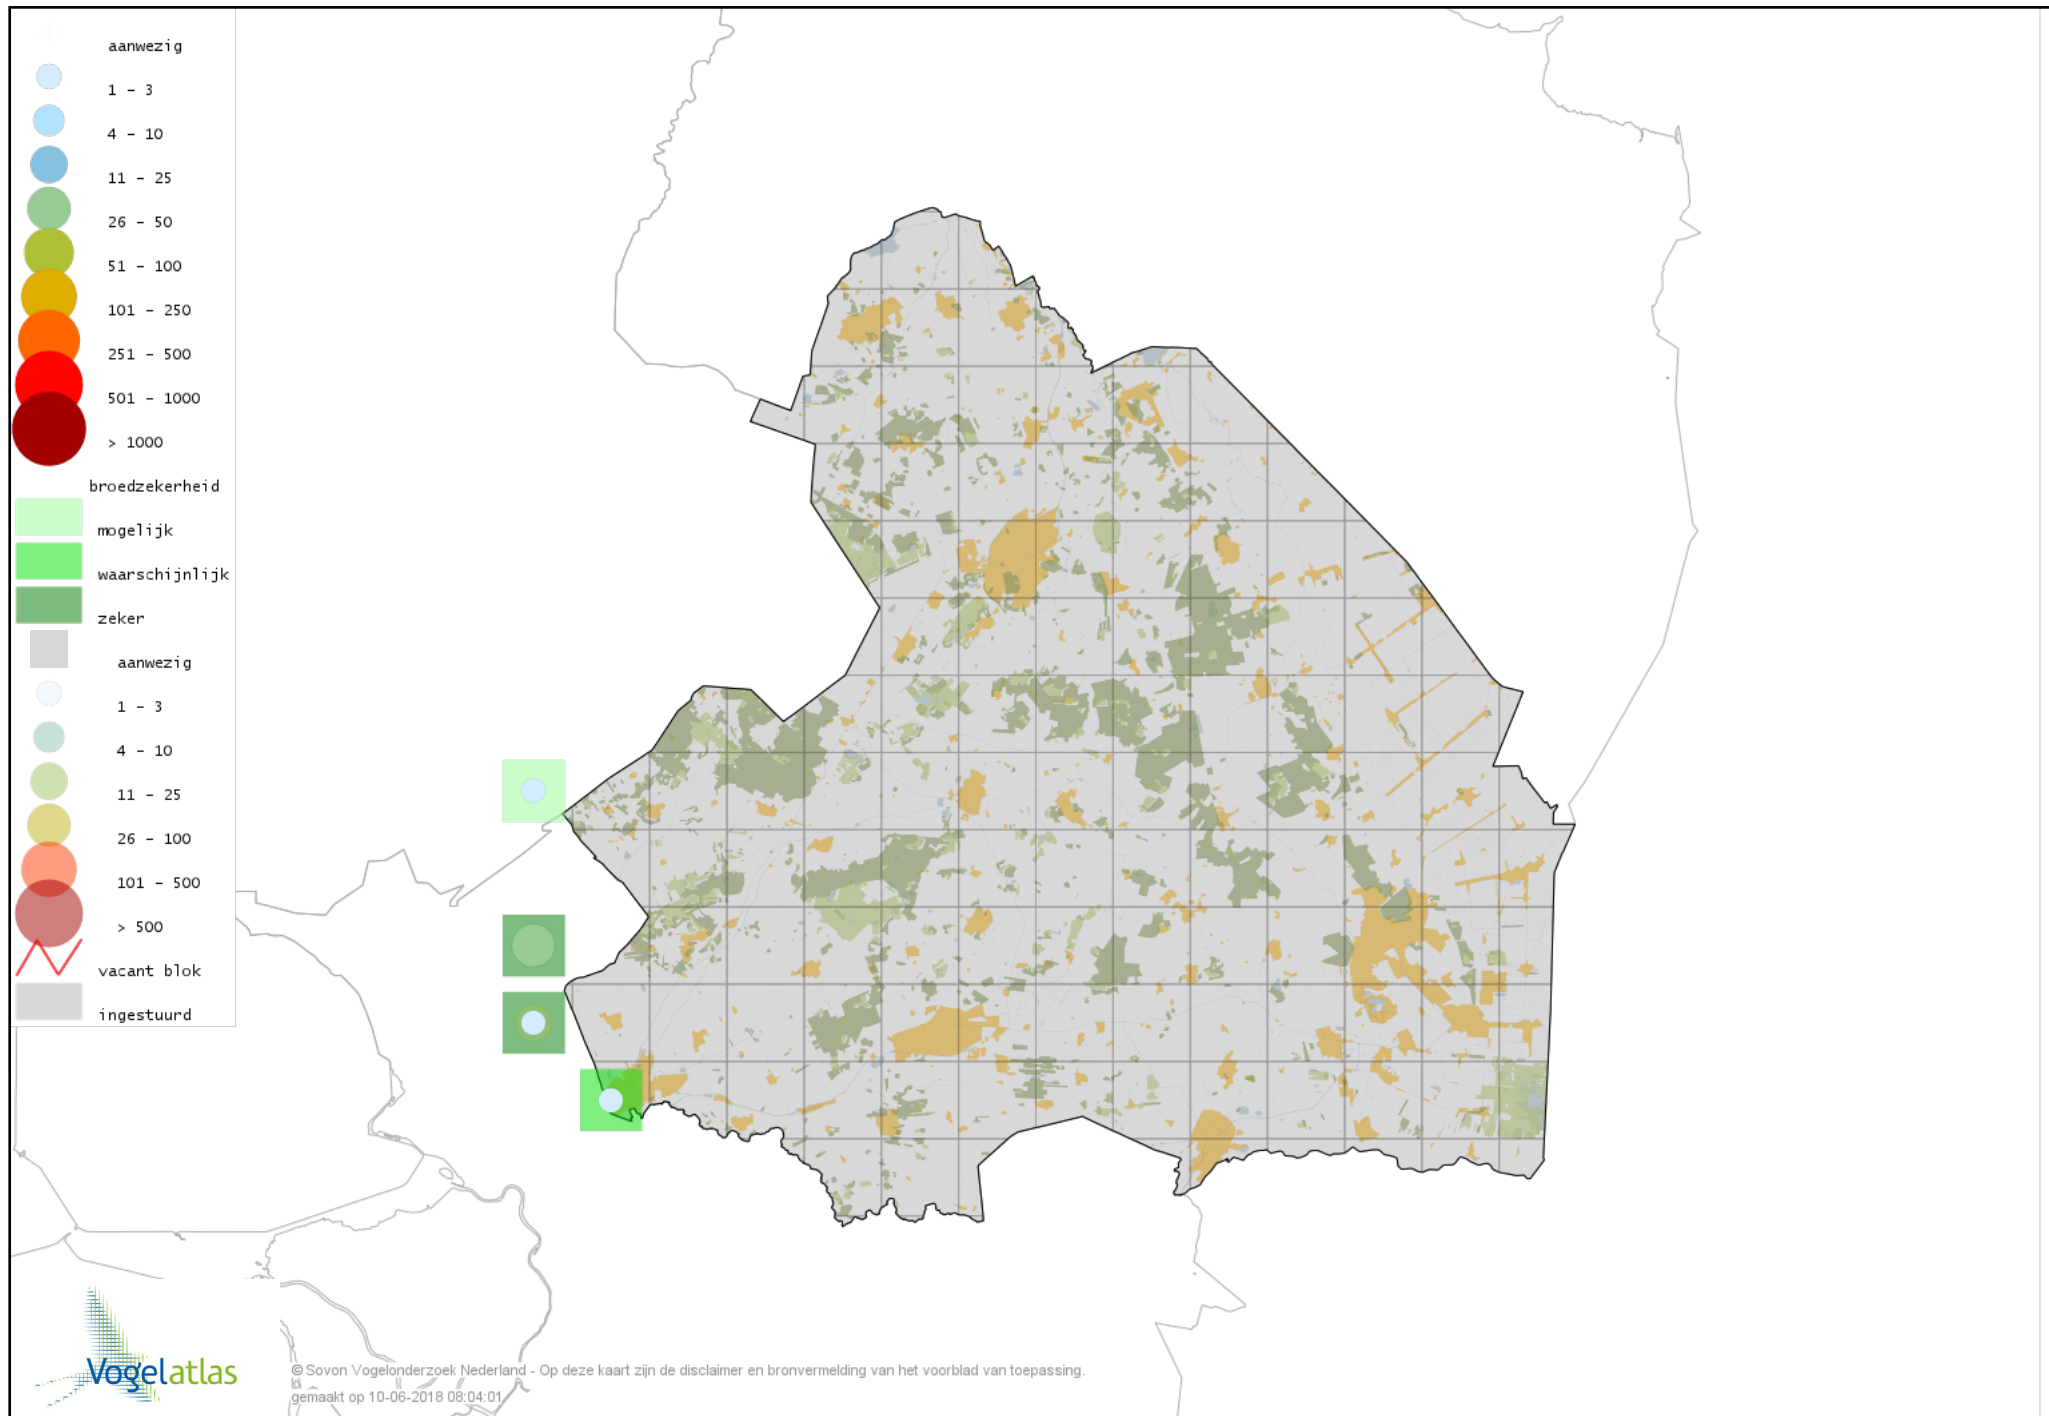 aanwezig
1 - 3
4 - 10
11 - 25
26 - 50
51 - 100
101 - 250
251 - 500
501 - 1000
> 1000
broedzekerheid
mogelijk
waarschijnlijk
zeker
aanwezig
1 - 3
4 - 10
11 - 25
26 - 100
101 - 500
> 500
vacant blok
ingestuurd
Vogelatlas
© Sovon Vogelonderzoek Nederland - Op deze kaart zijn de disclaimer en bronvermelding van het voorblad van toepassing.
gemaakt op 10-06-2018 08:04:01